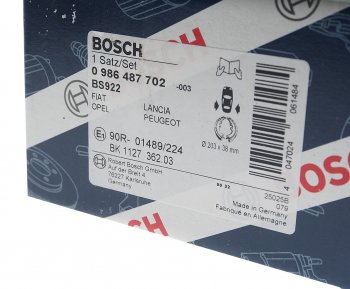 BOSCH
1 Satz/Set
0 986 487 702 -003
BS922
FIAT LANCIA
OPEL PEUGEOT
Ø 203 x 38 mm
E1 90R- 01489/224
BK 1127 362 03
Robert Bosch GmbH
Auf der Breit 4
76227 Karlsruhe
Germany
25025B
079
Made in Germany
Fabriqué en Allemagne
4 047024 061484
BOSCH
BOSCH